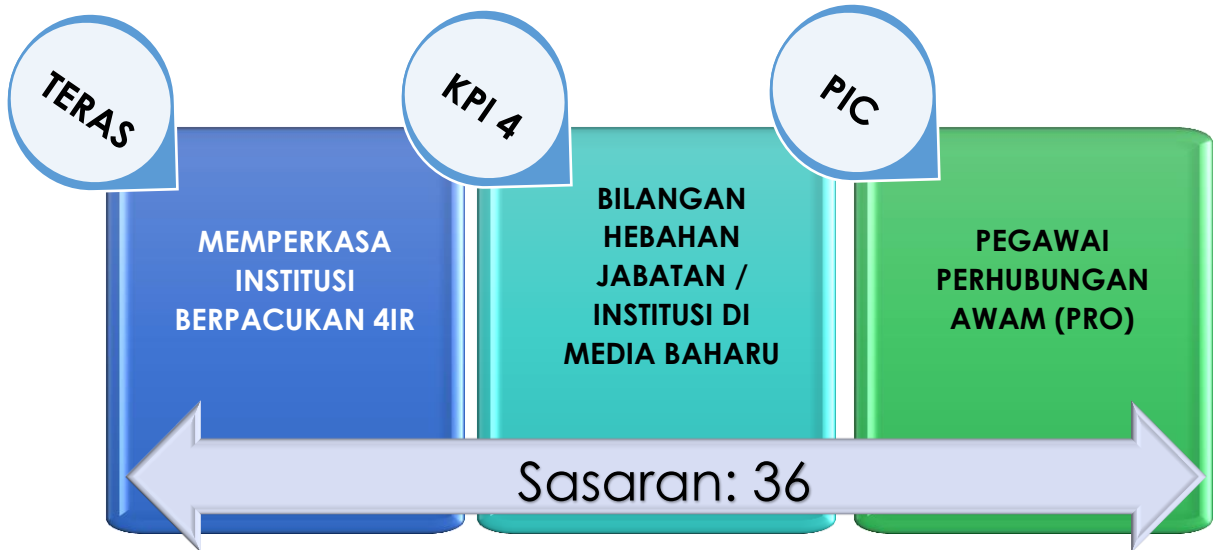 TERAS
MEMPERKASA
INSTITUSI
BERPACUKAN 4IR
KPI 4
BILANGAN
HEBAHAN
JABATAN /
INSTITUSI DI
MEDIA BAHARU
PIC
PEGAWAI
PERHUBUNGAN
AWAM (PRO)
Sasaran: 36